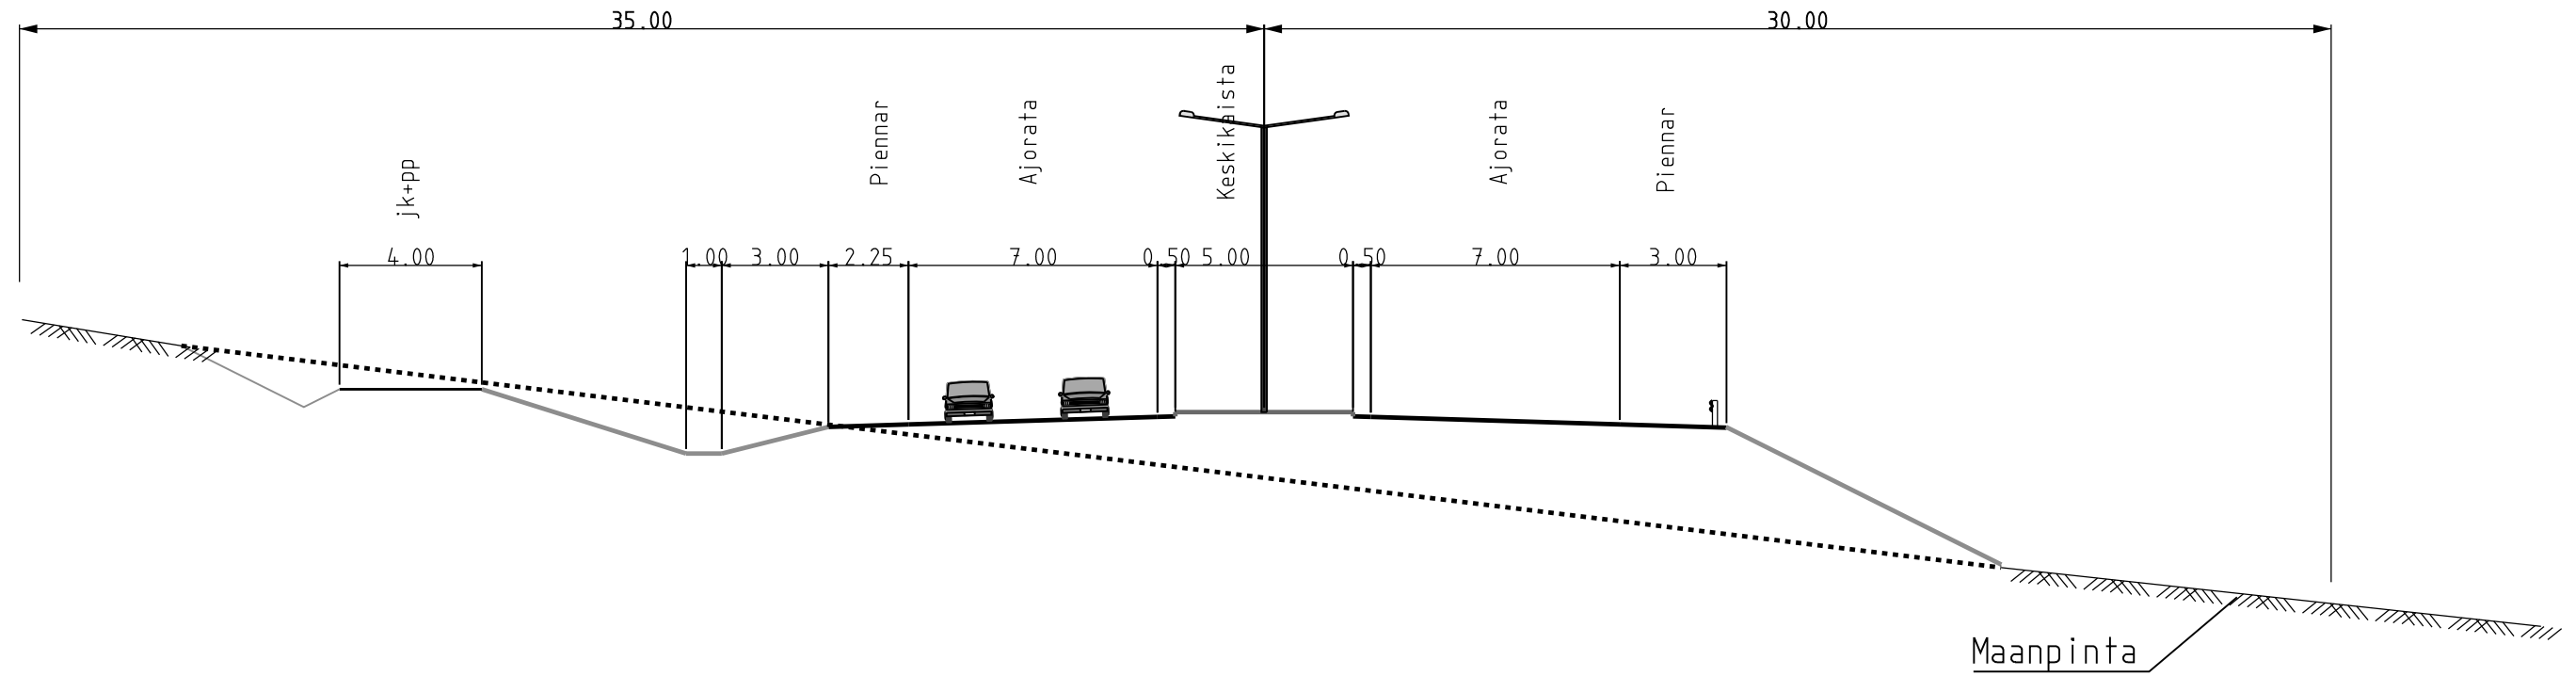 35.00
30.00
jk+pp
Piennar
Ajorata
Keskikaista
Ajorata
Piennar
4.00
1.00
3.00
2.25
7.00
0.50
5.00
0.50
7.00
3.00
Maanpinta